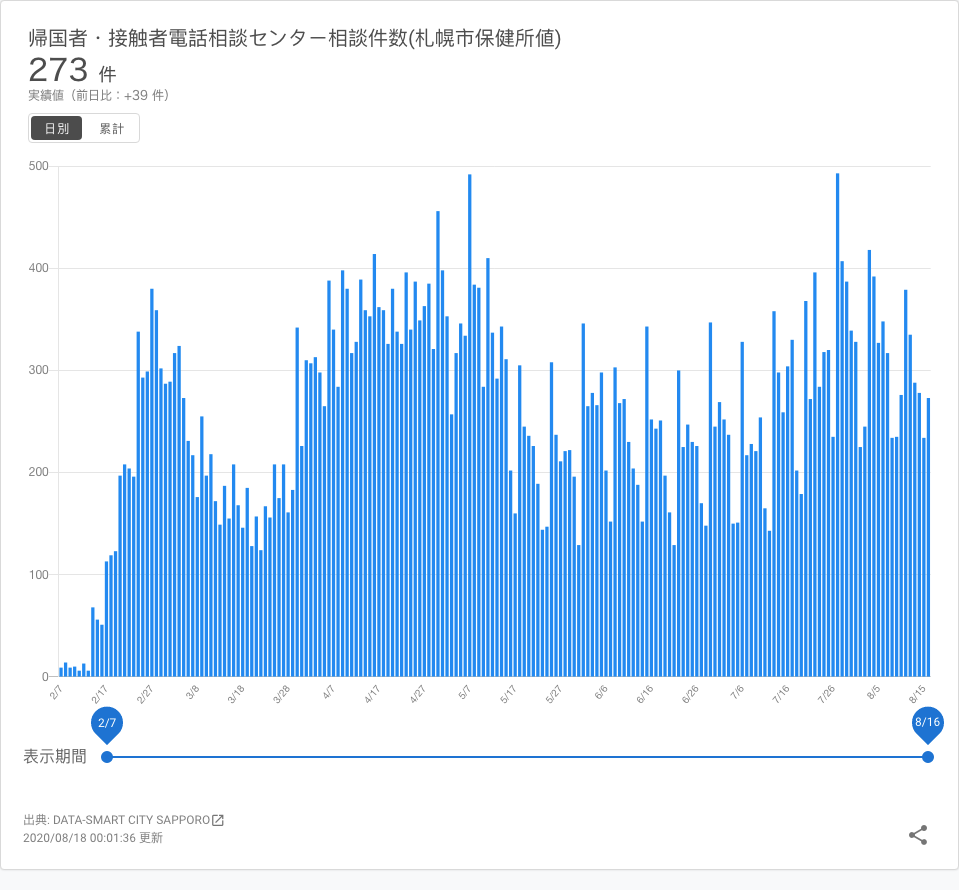 帰国者・接触者電話相談センター相談件数(札幌市保健所値)
273 件
実績値（前日比：+39 件）
日別 累計
500
400
300
200
100
0
2/7 2/17 2/27 3/8 3/18 3/28 4/7 4/17 4/27 5/7 5/17 5/27 6/6 6/16 6/26 7/6 7/16 7/26 8/5 8/15
2/7 8/16
表示期間
出典: DATA-SMART CITY SAPPORO
2020/08/18 00:01:36 更新